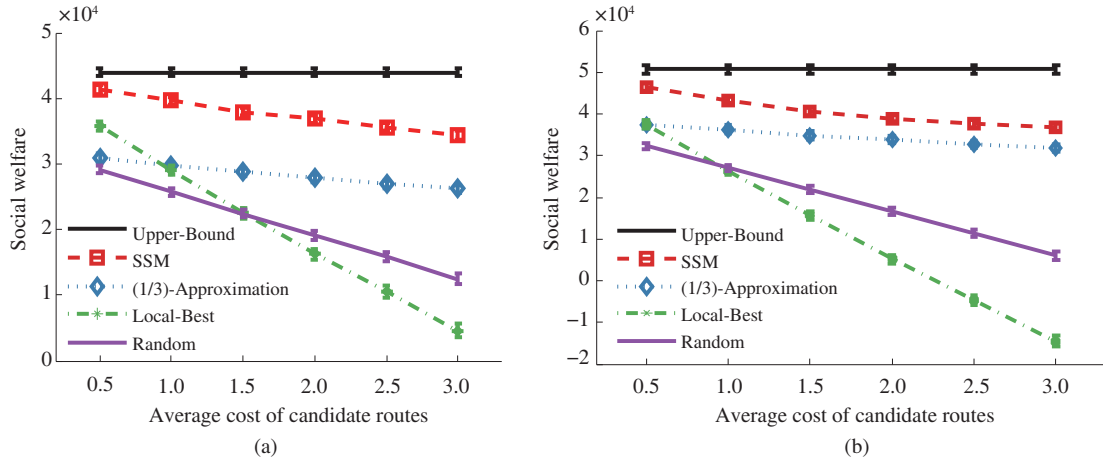 ×10⁴
5
4
3
2
1
0
Social welfare
Upper-Bound
SSM
(1/3)-Approximation
Local-Best
Random
0.5 1.0 1.5 2.0 2.5 3.0
Average cost of candidate routes
(a)
×10⁴
6
5
4
3
2
1
0
−1
−2
Social welfare
Upper-Bound
SSM
(1/3)-Approximation
Local-Best
Random
0.5 1.0 1.5 2.0 2.5 3.0
Average cost of candidate routes
(b)